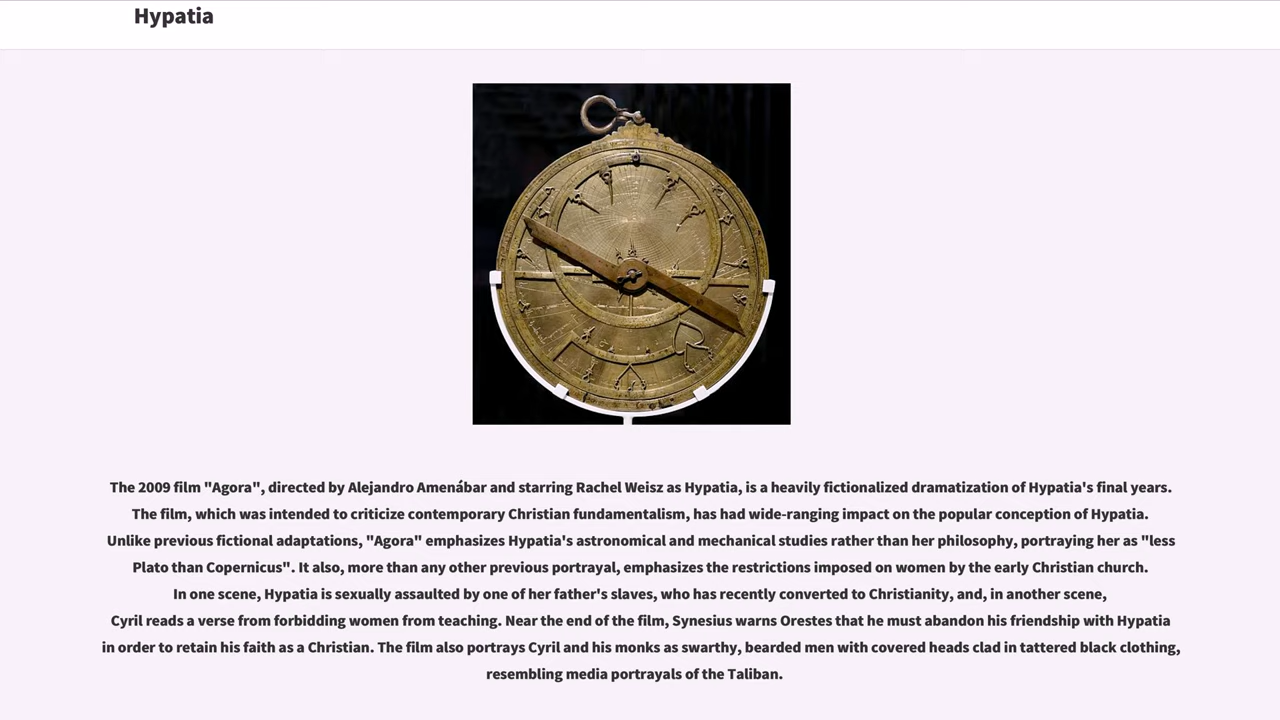 Hypatia
The 2009 film "Agora", directed by Alejandro Amenábar and starring Rachel Weisz as Hypatia, is a heavily fictionalized dramatization of Hypatia's final years.
The film, which was intended to criticize contemporary Christian fundamentalism, has had wide-ranging impact on the popular conception of Hypatia.
Unlike previous fictional adaptations, "Agora" emphasizes Hypatia's astronomical and mechanical studies rather than her philosophy, portraying her as "less
Plato than Copernicus". It also, more than any other previous portrayal, emphasizes the restrictions imposed on women by the early Christian church.
In one scene, Hypatia is sexually assaulted by one of her father's slaves, who has recently converted to Christianity, and, in another scene,
Cyril reads a verse from forbidding women from teaching. Near the end of the film, Synesius warns Orestes that he must abandon his friendship with Hypatia
in order to retain his faith as a Christian. The film also portrays Cyril and his monks as swarthy, bearded men with covered heads clad in tattered black clothing,
resembling media portrayals of the Taliban.